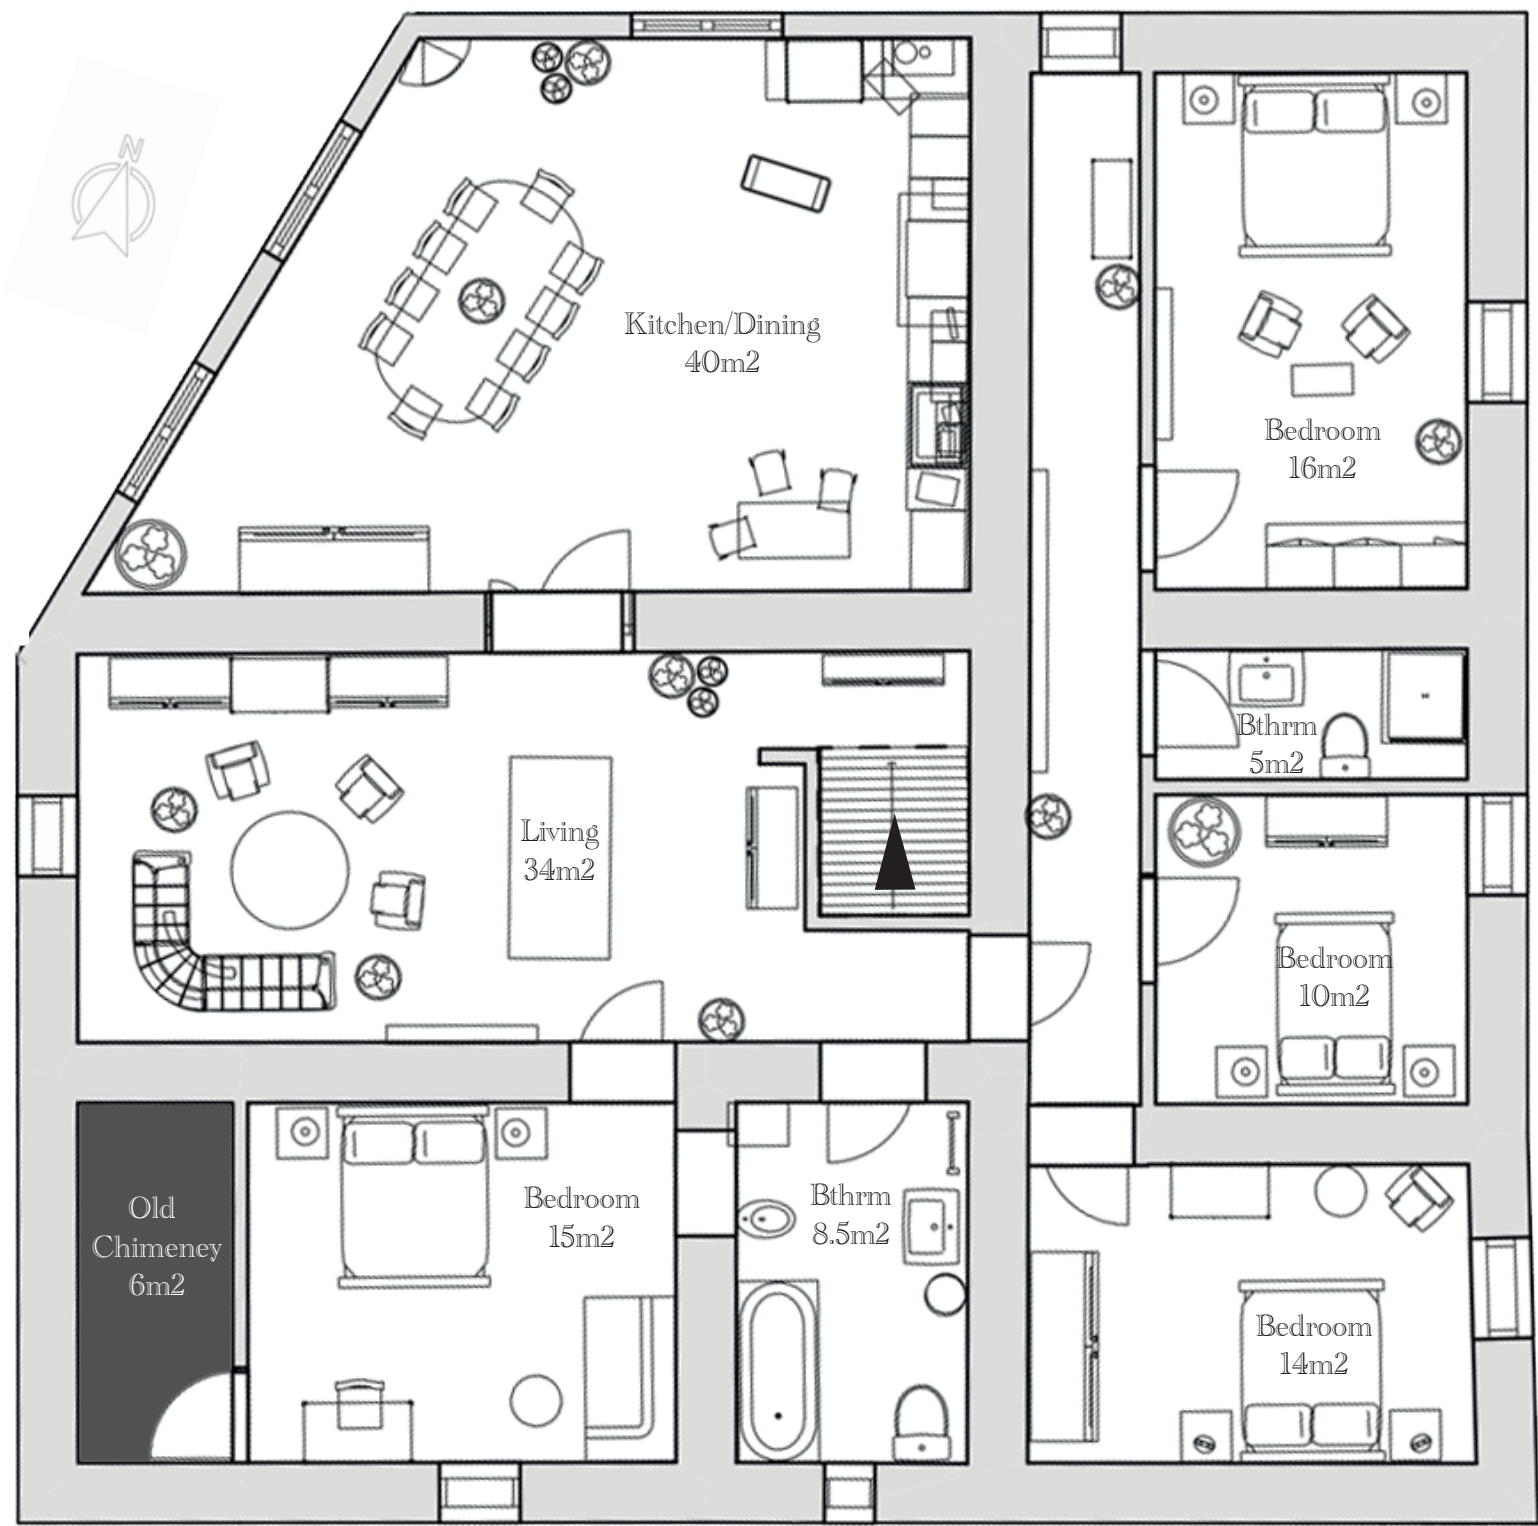 N
Kitchen/Dining
40m2
Bedroom
16m2
Bthrm
5m2
Living
34m2
Bedroom
10m2
Old
Chimeney
6m2
Bedroom
15m2
Bthrm
8.5m2
Bedroom
14m2